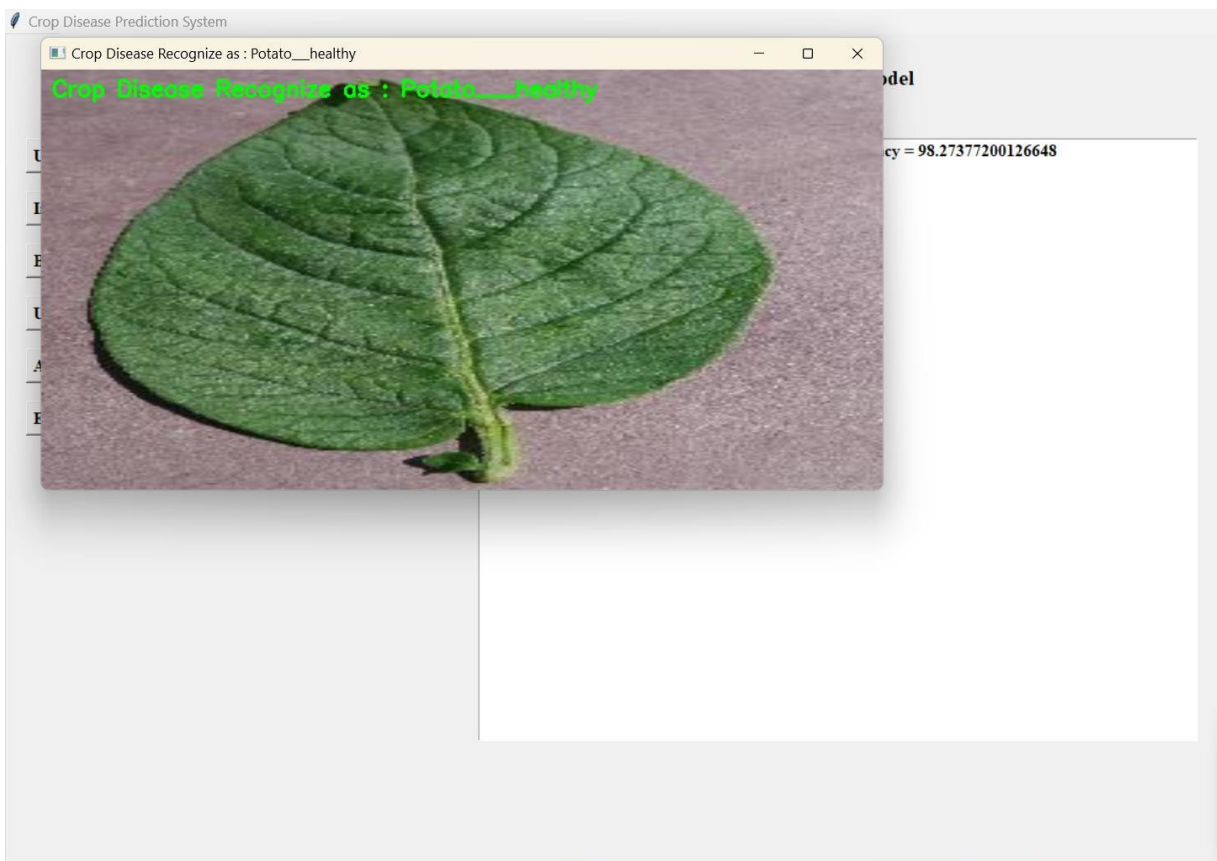 Crop Disease Prediction System
Crop Disease Recognize as : Potato___healthy
Crop Disease Recognize as : Potato___healthy
odel
cy = 98.27377200126648
U
E
U
A
E